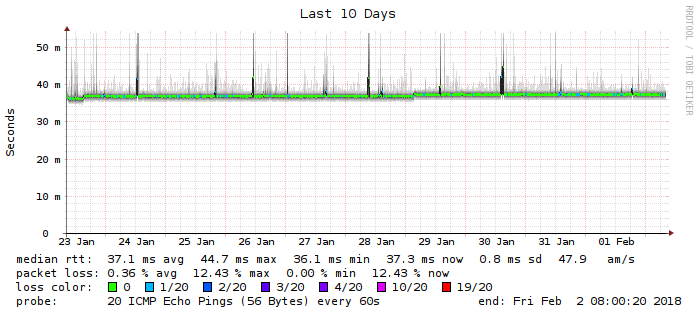 Last 10 Days
RRDTOOL / TOBI OETIKER
Seconds
50 m
40 m
30 m
20 m
10 m
0
23 Jan 24 Jan 25 Jan 26 Jan 27 Jan 28 Jan 29 Jan 30 Jan 31 Jan 01 Feb
median rtt: 37.1 ms avg 44.7 ms max 36.1 ms min 37.3 ms now 0.8 ms sd 47.9 am/s
packet loss: 0.36 % avg 12.43 % max 0.00 % min 12.43 % now
loss color: 0 1/20 2/20 3/20 4/20 10/20 19/20
probe: 20 ICMP Echo Pings (56 Bytes) every 60s end: Fri Feb 2 08:00:20 2018